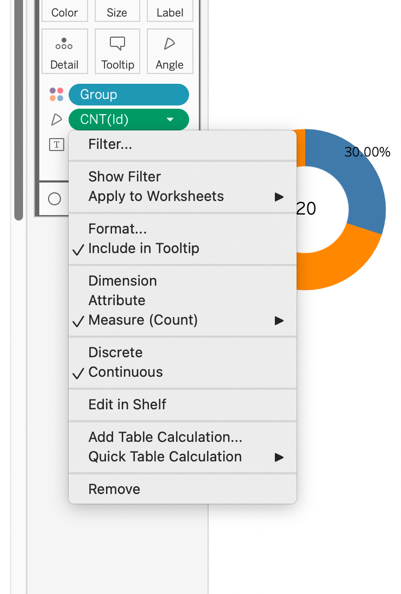 Color Size Label
Detail Tooltip Angle
Group
CNT(Id)
T
30.00%
20
Filter...
Show Filter
Apply to Worksheets
Format...
Include in Tooltip
Dimension
Attribute
Measure (Count)
Discrete
Continuous
Edit in Shelf
Add Table Calculation...
Quick Table Calculation
Remove